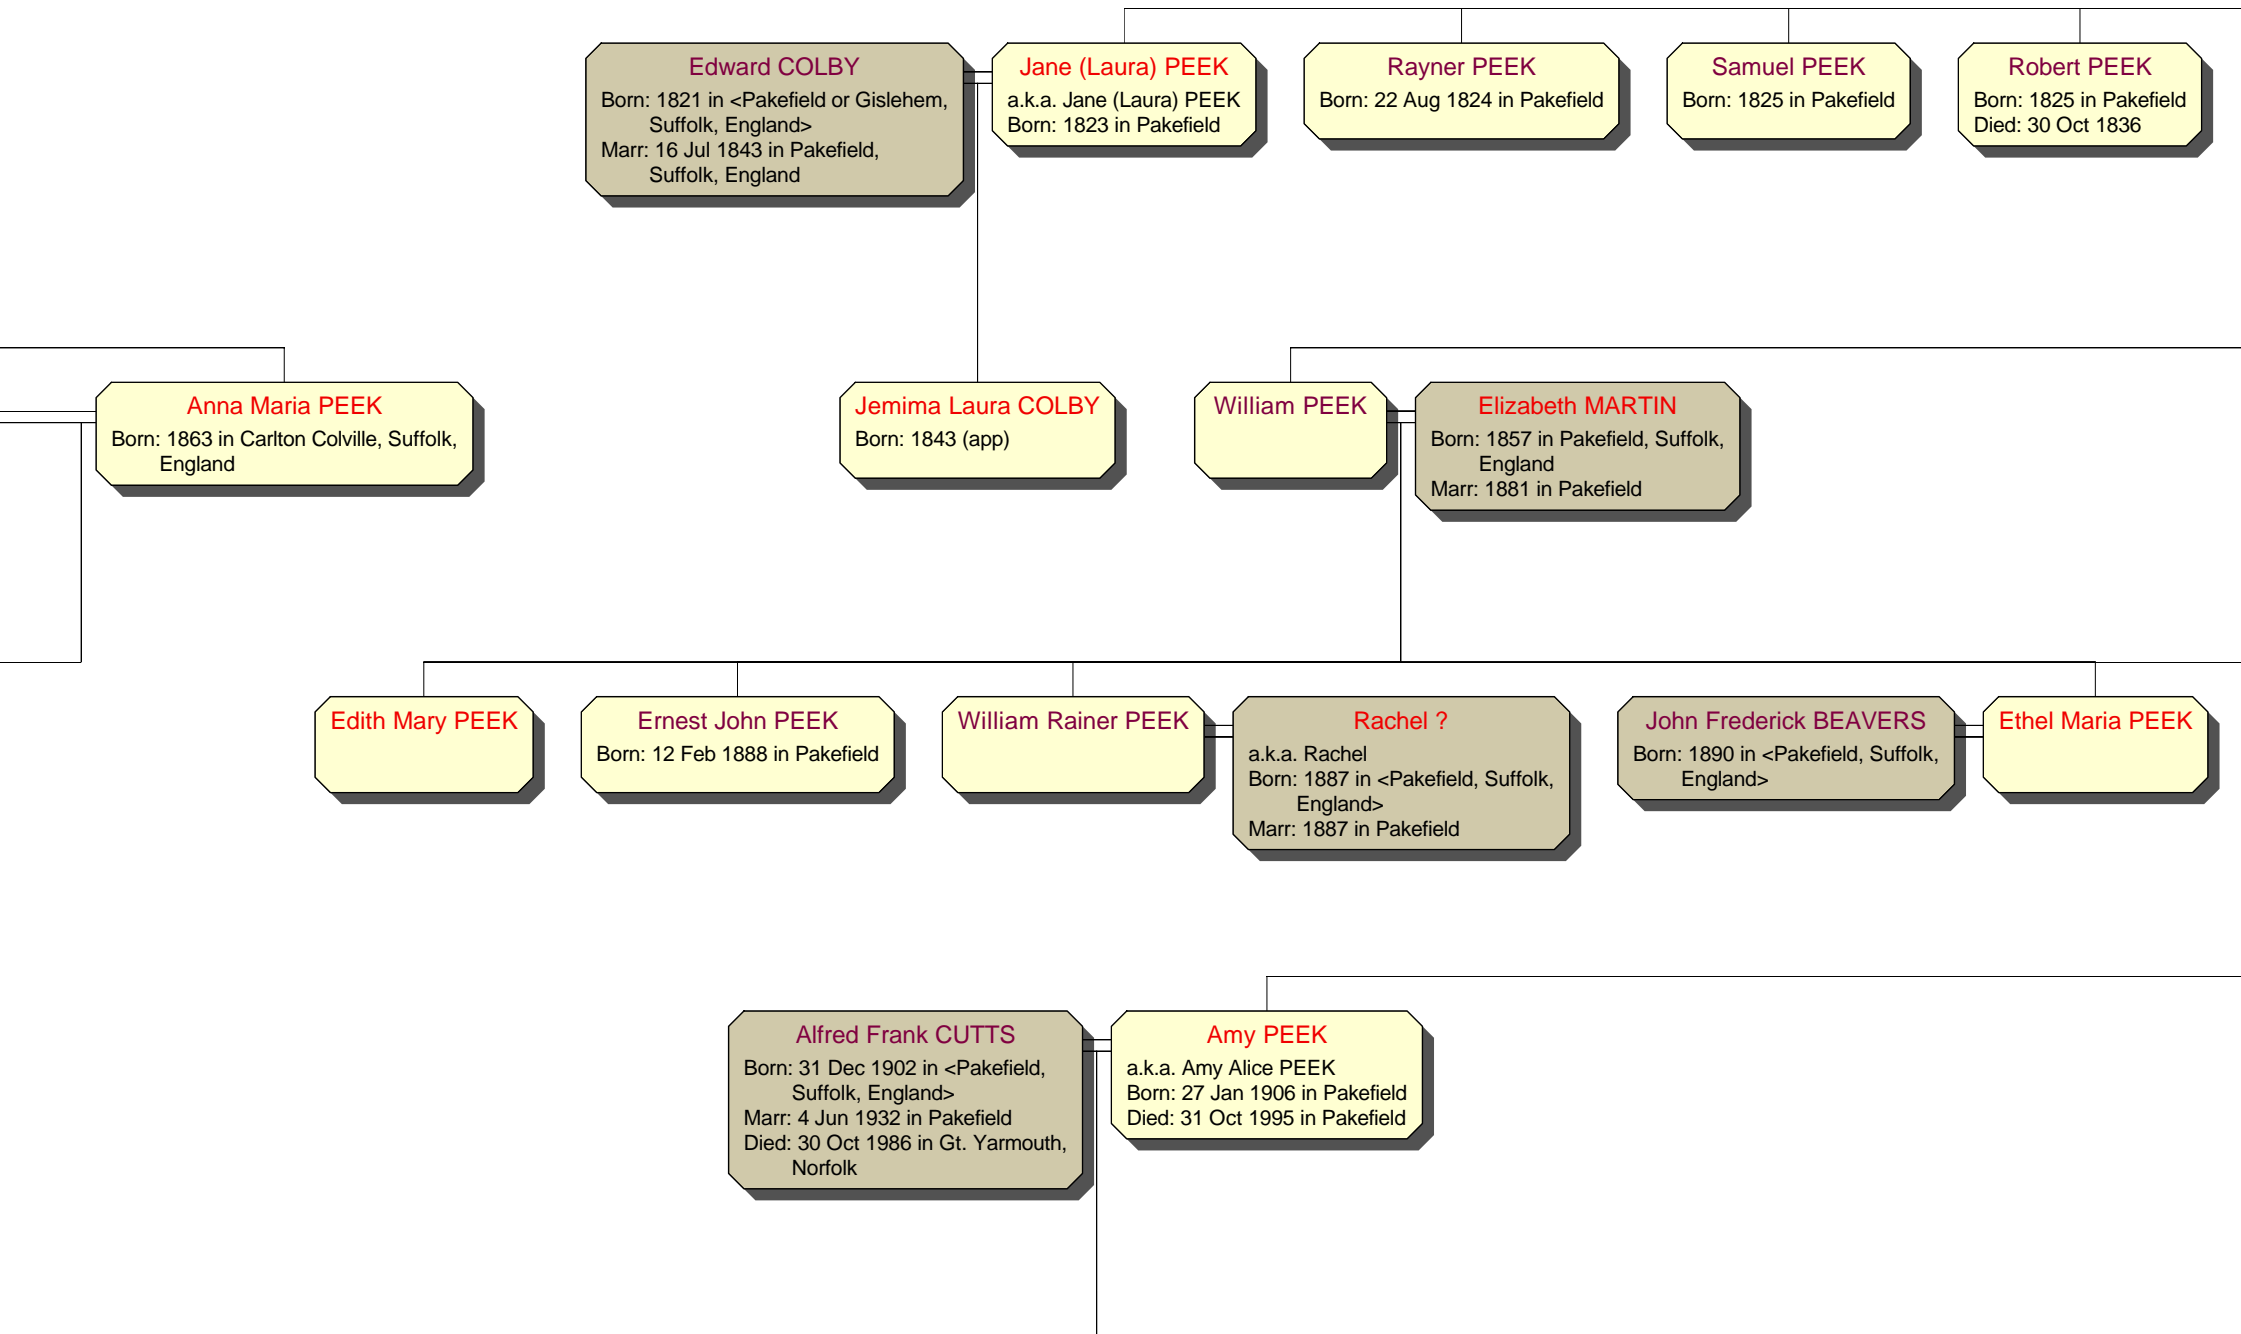 Edward COLBY
Born: 1821 in <Pakefield or Gislehem,
Suffolk, England>
Marr: 16 Jul 1843 in Pakefield,
Suffolk, England
Jane (Laura) PEEK
a.k.a. Jane (Laura) PEEK
Born: 1823 in Pakefield
Rayner PEEK
Born: 22 Aug 1824 in Pakefield
Samuel PEEK
Born: 1825 in Pakefield
Robert PEEK
Born: 1825 in Pakefield
Died: 30 Oct 1836
Anna Maria PEEK
Born: 1863 in Carlton Colville, Suffolk,
England
Jemima Laura COLBY
Born: 1843 (app)
William PEEK
Elizabeth MARTIN
Born: 1857 in Pakefield, Suffolk,
England
Marr: 1881 in Pakefield
Edith Mary PEEK
Ernest John PEEK
Born: 12 Feb 1888 in Pakefield
William Rainer PEEK
Rachel ?
a.k.a. Rachel
Born: 1887 in <Pakefield, Suffolk,
England>
Marr: 1887 in Pakefield
John Frederick BEAVERS
Born: 1890 in <Pakefield, Suffolk,
England>
Ethel Maria PEEK
Alfred Frank CUTTS
Born: 31 Dec 1902 in <Pakefield,
Suffolk, England>
Marr: 4 Jun 1932 in Pakefield
Died: 30 Oct 1986 in Gt. Yarmouth,
Norfolk
Amy PEEK
a.k.a. Amy Alice PEEK
Born: 27 Jan 1906 in Pakefield
Died: 31 Oct 1995 in Pakefield